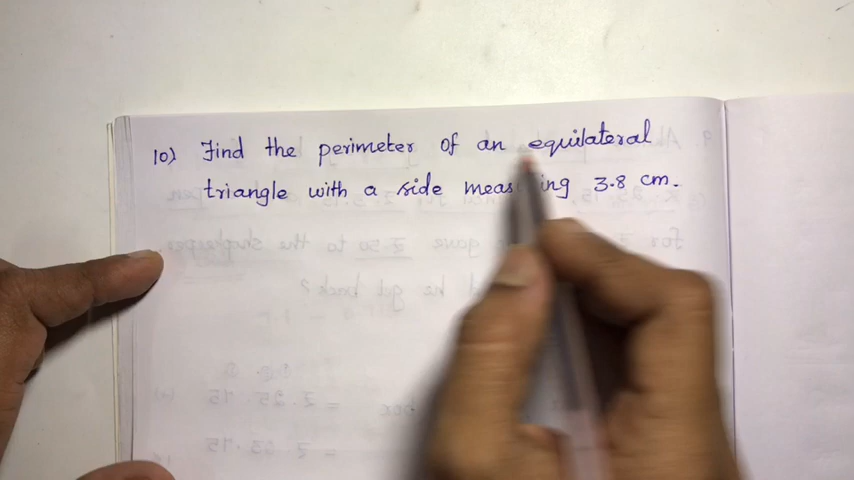 10) Find the perimeter of an equilateral
triangle with a side 3.8 cm.